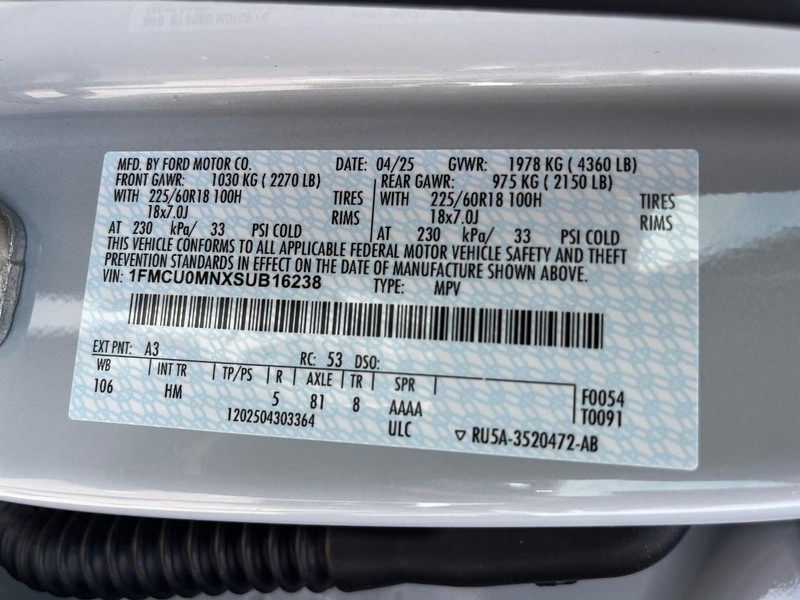 MFD. BY FORD MOTOR CO. DATE: 04/25 GVWR: 1978 KG ( 4360 LB)
FRONT GAWR: 1030 KG ( 2270 LB) REAR GAWR: 975 KG ( 2150 LB)
WITH 225/60R18 100H TIRES WITH 225/60R18 100H TIRES
18x7.0J RIMS 18x7.0J RIMS
AT 230 kPa/ 33 PSI COLD AT 230 kPa/ 33 PSI COLD
THIS VEHICLE CONFORMS TO ALL APPLICABLE FEDERAL MOTOR VEHICLE SAFETY AND THEFT
PREVENTION STANDARDS IN EFFECT ON THE DATE OF MANUFACTURE SHOWN ABOVE.
VIN: 1FMCU0MNXSUB16238 TYPE: MPV
EXT PNT: A3 RC: 53 DSO:
WB INT TR TP/PS R AXLE TR SPR F0054
106 HM 5 81 8 AAAA T0091
1202504303364 ULC RU5A-3520472-AB